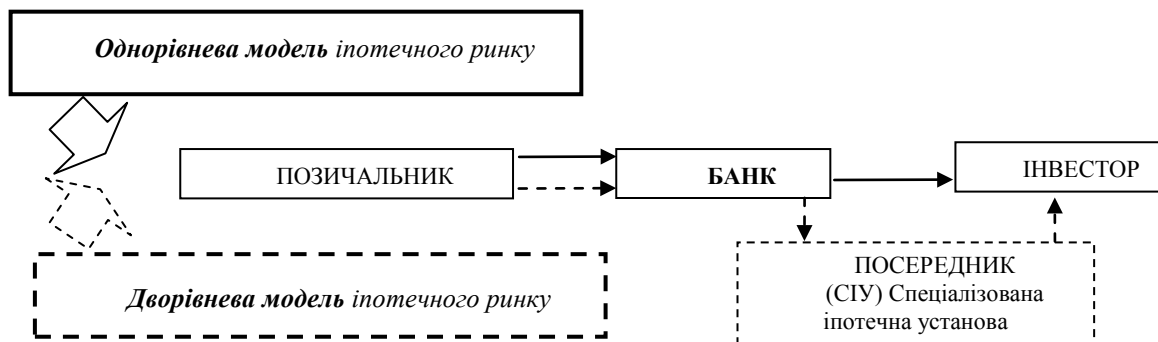 Однорівнева модель іпотечного ринку
ПОЗИЧАЛЬНИК
БАНК
ІНВЕСТОР
ПОСЕРЕДНИК
(СІУ) Спеціалізована
іпотечна установа
Дворівнева модель іпотечного ринку